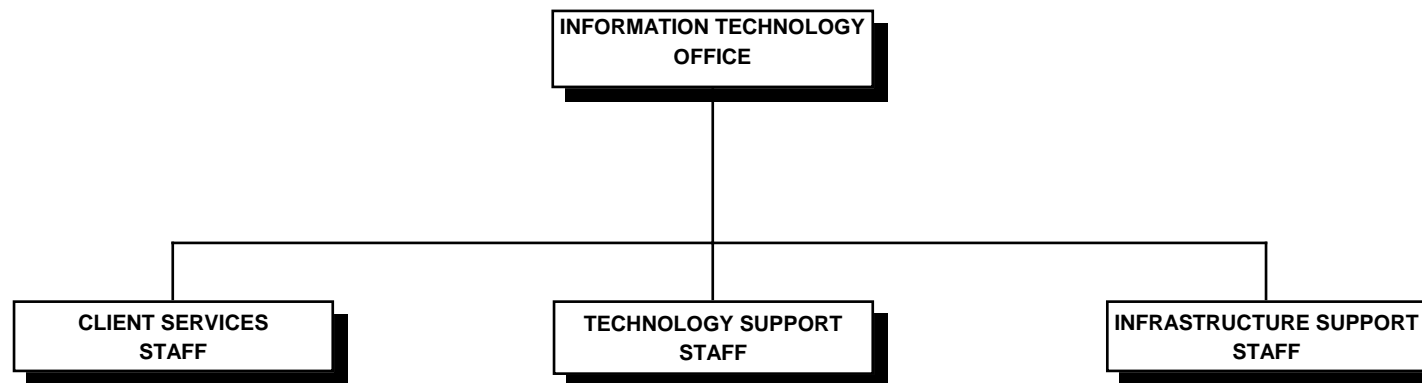 INFORMATION TECHNOLOGY
OFFICE
CLIENT SERVICES
STAFF
TECHNOLOGY SUPPORT
STAFF
INFRASTRUCTURE SUPPORT
STAFF